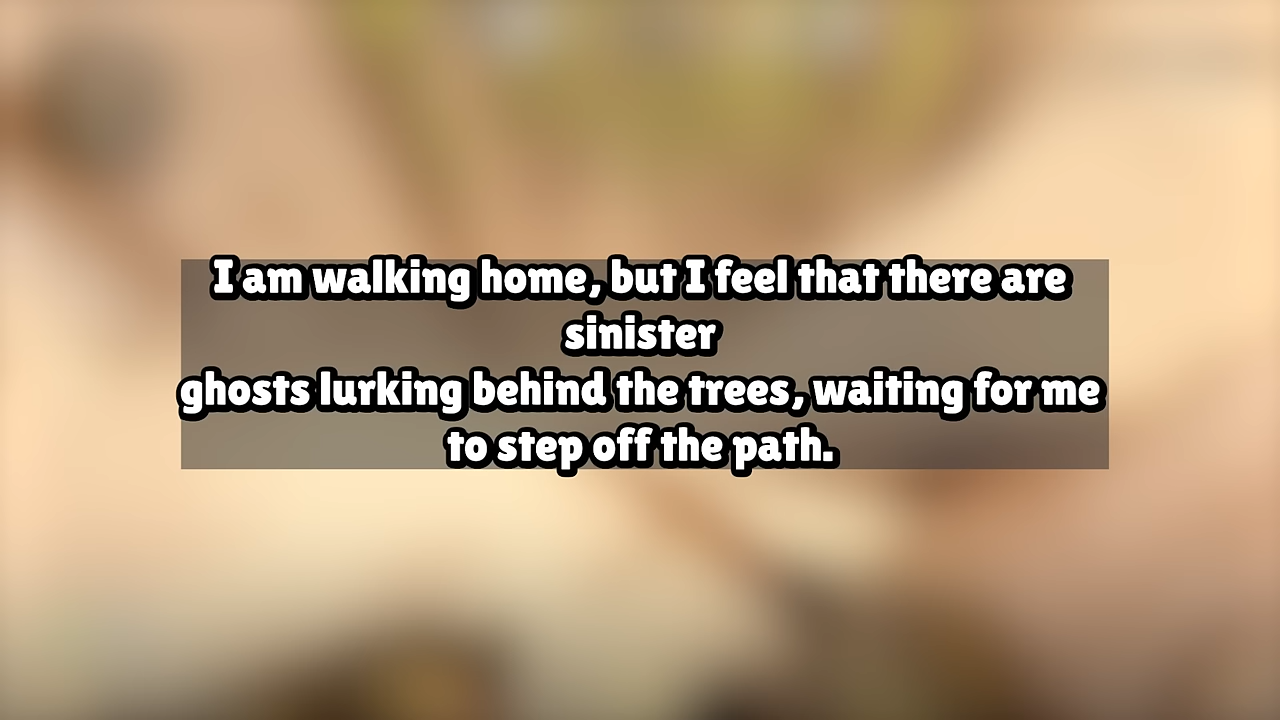 I am walking home, but I feel that there are
sinister
ghosts lurking behind the trees, waiting for me
to step off the path.